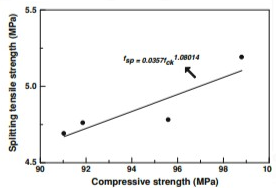 5.5
5.0
4.5
Splitting tensile strength (MPa)
fsp = 0.0357fck1.08014
90 92 94 96 98
Compressive strength (MPa)